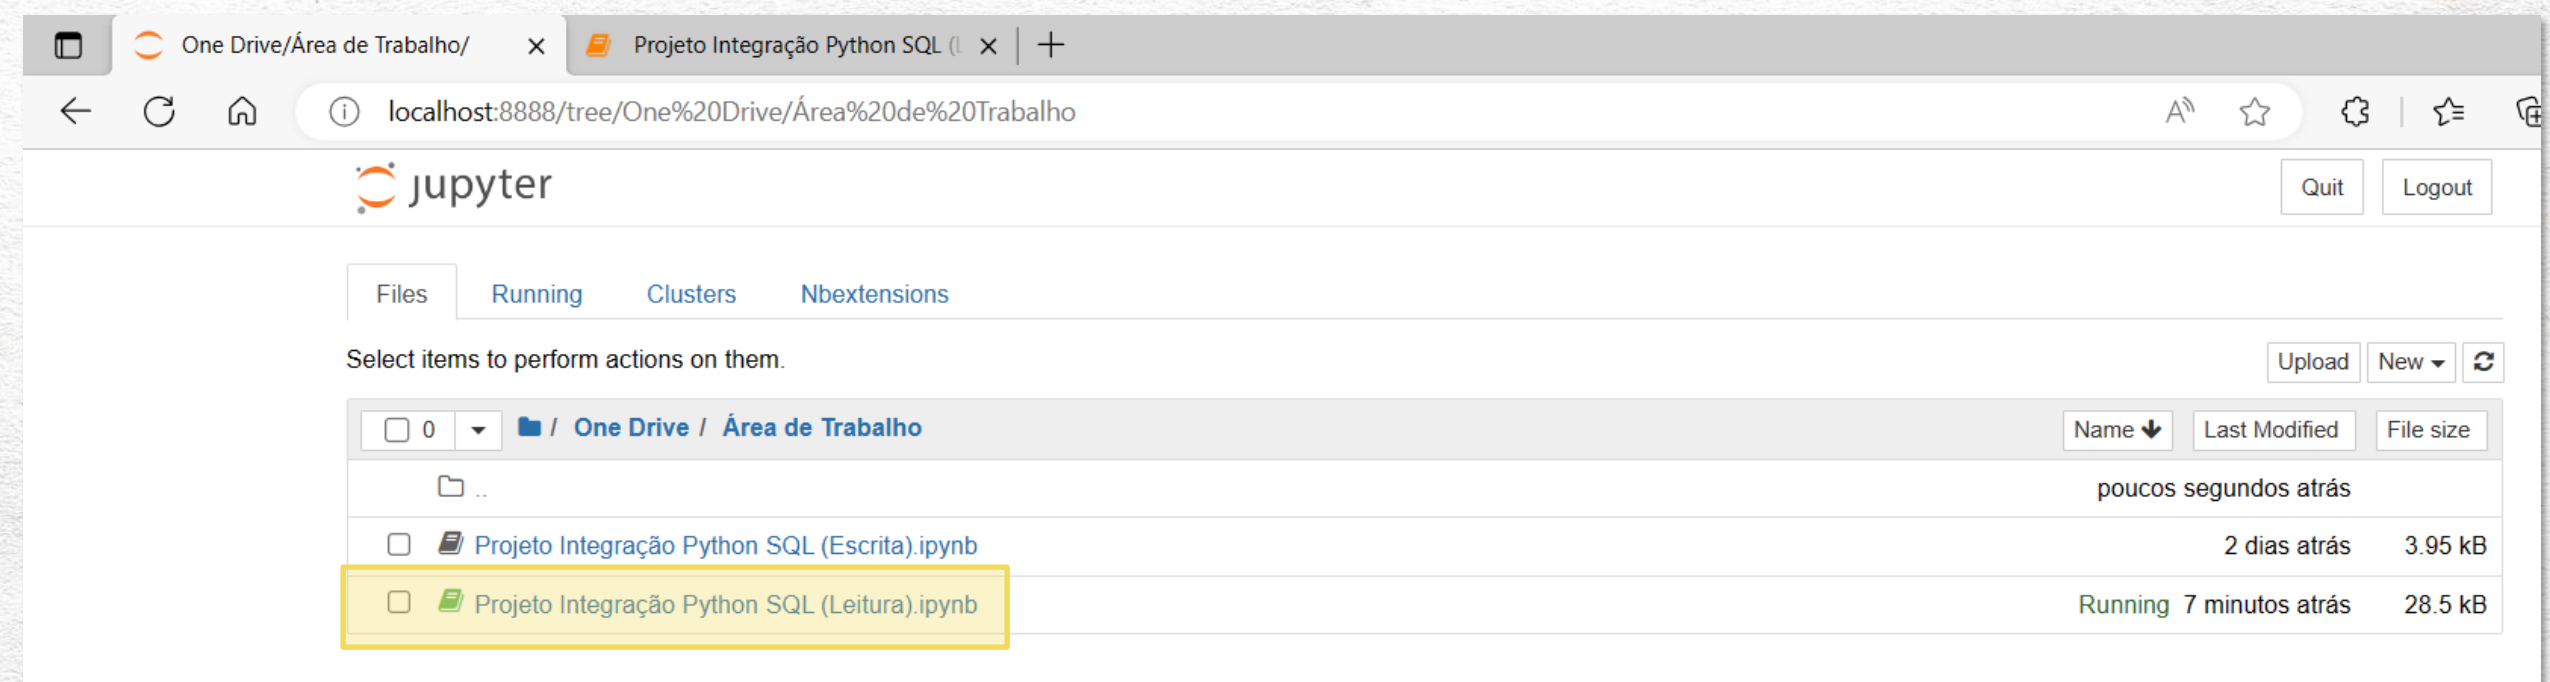 One Drive/Área de Trabalho/ Projeto Integração Python SQL (L
localhost:8888/tree/One%20Drive/Área%20de%20Trabalho
jupyter Quit Logout
Files Running Clusters Nbextensions
Select items to perform actions on them. Upload New
0 / One Drive / Área de Trabalho Name Last Modified File size
.. poucos segundos atrás
Projeto Integração Python SQL (Escrita).ipynb 2 dias atrás 3.95 kB
Projeto Integração Python SQL (Leitura).ipynb Running 7 minutos atrás 28.5 kB